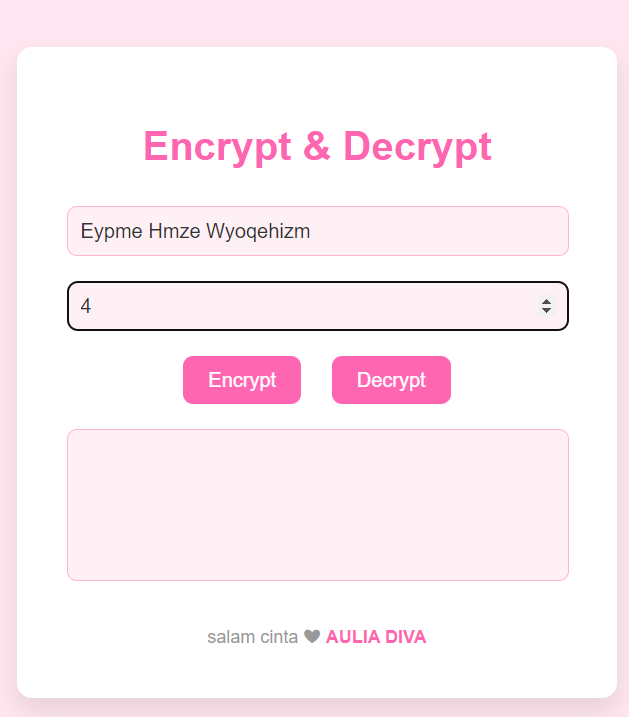 Encrypt & Decrypt
Eypme Hmze Wyoqehizm
4
Encrypt Decrypt
salam cinta 🖤 AULIA DIVA